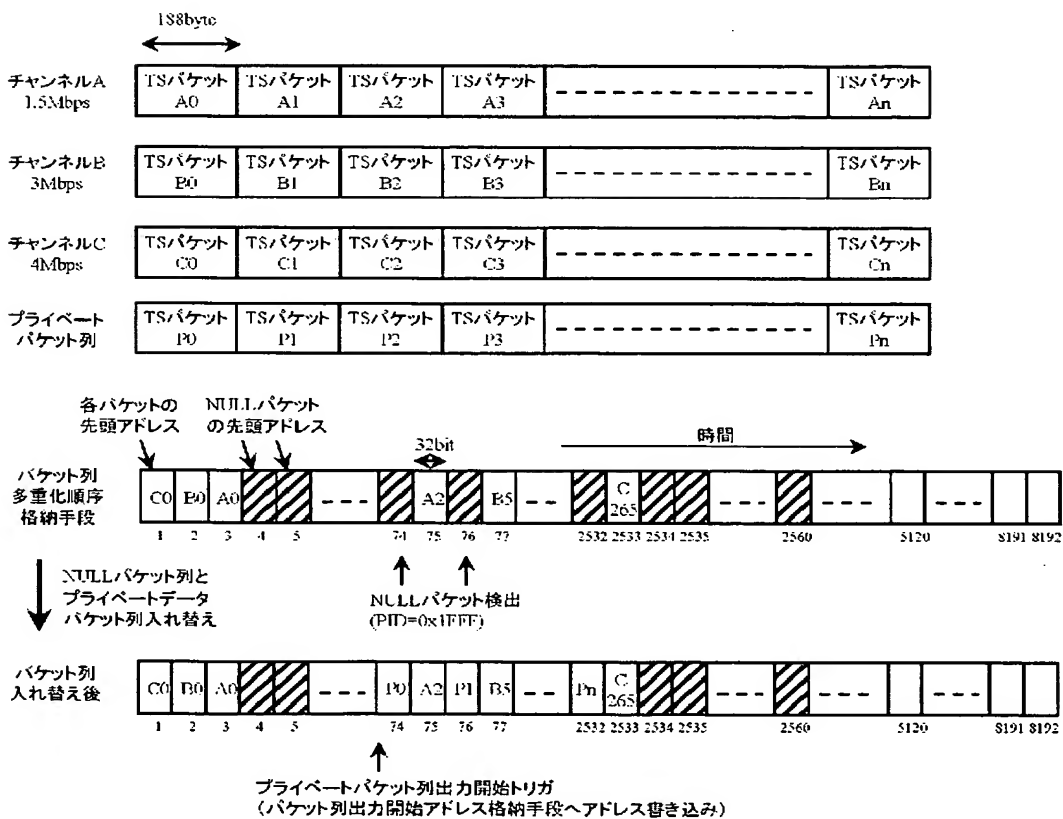 188byte
チャンネルA
1.5Mbps
TSパケット A0
TSパケット A1
TSパケット A2
TSパケット A3
TSパケット An
チャンネルB
3Mbps
TSパケット B0
TSパケット B1
TSパケット B2
TSパケット B3
TSパケット Bn
チャンネルC
4Mbps
TSパケット C0
TSパケット C1
TSパケット C2
TSパケット C3
TSパケット Cn
プライベート
パケット列
TSパケット P0
TSパケット P1
TSパケット P2
TSパケット P3
TSパケット Pn
各パケットの
先頭アドレス
NULLパケット
の先頭アドレス
32bit
時間
パケット列
多重化順序
格納手段
C0 B0 A0 A2 B5 C265
1 2 3 4 5 74 75 76 77 2532 2533 2534 2535 2560 5120 8191 8192
NULLパケット列と
プライベートデータ
パケット列入れ替え
NULLパケット検出
(PID=0x1FFF)
パケット列
入れ替え後
C0 B0 A0 P0 A2 P1 B5 Pn C265
1 2 3 4 5 74 75 76 77 2532 2533 2534 2535 2560 5120 8191 8192
プライベートパケット列出力開始トリガ
(パケット列出力開始アドレス格納手段へアドレス書き込み)